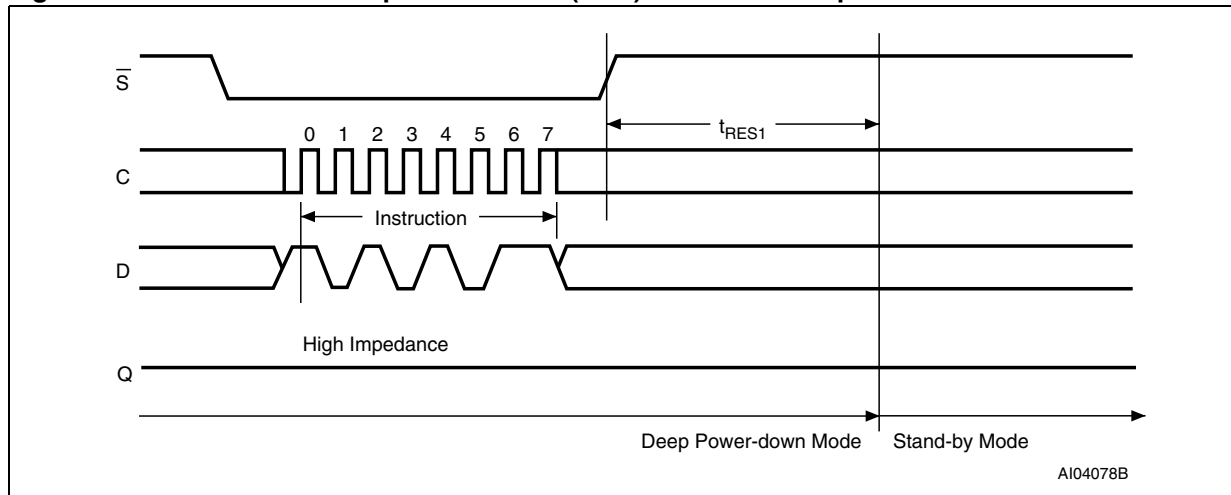 S
tRES1
0 1 2 3 4 5 6 7
C
Instruction
D
High Impedance
Q
Deep Power-down Mode Stand-by Mode
AI04078B